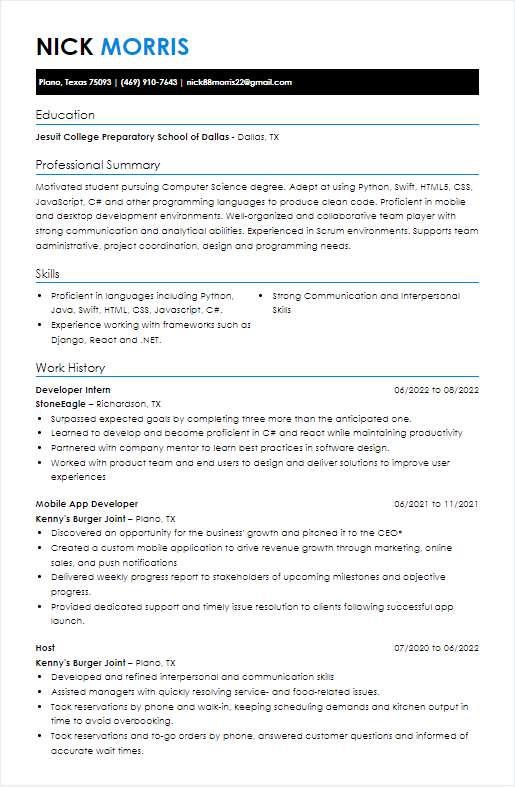 NICK MORRIS
Plano, Texas 75093 | (469) 910-7643 | nick88morris22@gmail.com
Education
Jesuit College Preparatory School of Dallas - Dallas, TX
Professional Summary
Motivated student pursuing Computer Science degree. Adept at using Python, Swift, HTML5, CSS,
JavaScript, C# and other programming languages to produce clean code. Proficient in mobile
and desktop development environments. Well-organized and collaborative team player with
strong communication and analytical abilities. Experienced in Scrum environments. Supports team
administrative, project coordination, design and programming needs.
Skills
• Proficient in languages including Python,
Java, Swift, HTML, CSS, Javascript, C#.
• Experience working with frameworks such as
Django, React and .NET.
• Strong Communication and Interpersonal
Skills
Work History
Developer Intern 06/2022 to 08/2022
StoneEagle – Richardson, TX
• Surpassed expected goals by completing three more than the anticipated one.
• Learned to develop and become proficient in C# and react while maintaining productivity
• Partnered with company mentor to learn best practices in software design.
• Worked with product team and end users to design and deliver solutions to improve user
experiences
Mobile App Developer 06/2021 to 11/2021
Kenny's Burger Joint – Plano, TX
• Discovered an opportunity for the business' growth and pitched it to the CEO*
• Created a custom mobile application to drive revenue growth through marketing, online
sales, and push notifications
• Delivered weekly progress report to stakeholders of upcoming milestones and objective
progress.
• Provided dedicated support and timely issue resolution to clients following successful app
launch.
Host 07/2020 to 06/2022
Kenny's Burger Joint – Plano, TX
• Developed and refined interpersonal and communication skills
• Assisted managers with quickly resolving service- and food-related issues.
• Took reservations by phone and walk-in, keeping scheduling demands and kitchen output in
time to avoid overbooking.
• Took reservations and to-go orders by phone, answered customer questions and informed of
accurate wait times.